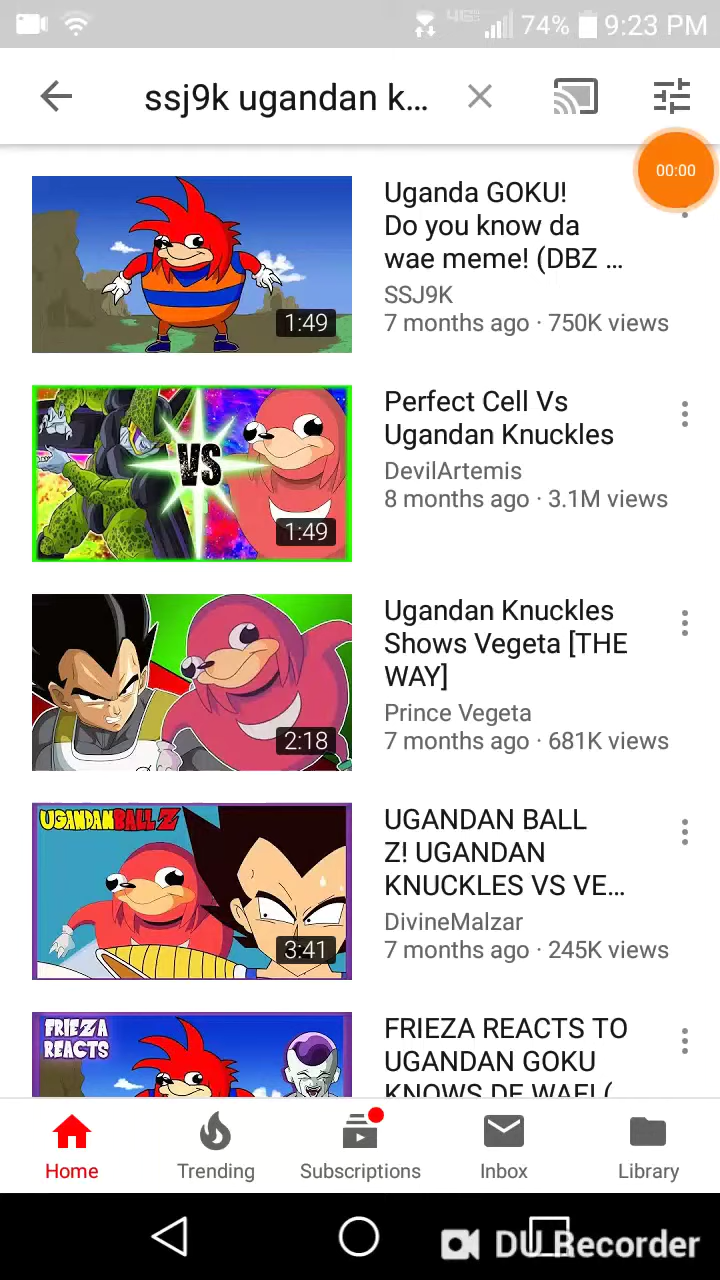 74% 9:23 PM
ssj9k ugandan k...
00:00
Uganda GOKU!
Do you know da
wae meme! (DBZ ...
SSJ9K
7 months ago · 750K views
1:49
Perfect Cell Vs
Ugandan Knuckles
DevilArtemis
8 months ago · 3.1M views
VS
1:49
Ugandan Knuckles
Shows Vegeta [THE
WAY]
Prince Vegeta
7 months ago · 681K views
2:18
UGANDANBALL Z
UGANDAN BALL
Z! UGANDAN
KNUCKLES VS VE...
DivineMalzar
7 months ago · 245K views
3:41
FRIEZA
REACTS
FRIEZA REACTS TO
UGANDAN GOKU
KNOWS DE WAE! (
Home Trending Subscriptions Inbox Library
DU Recorder